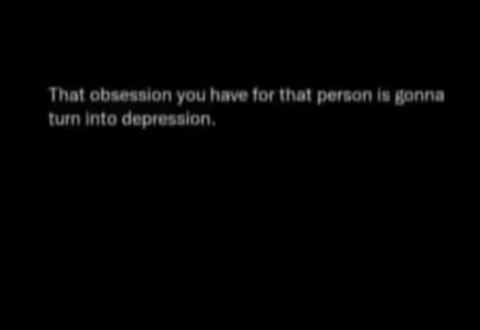 That obsession you have for that person is gonna
turn into depression.